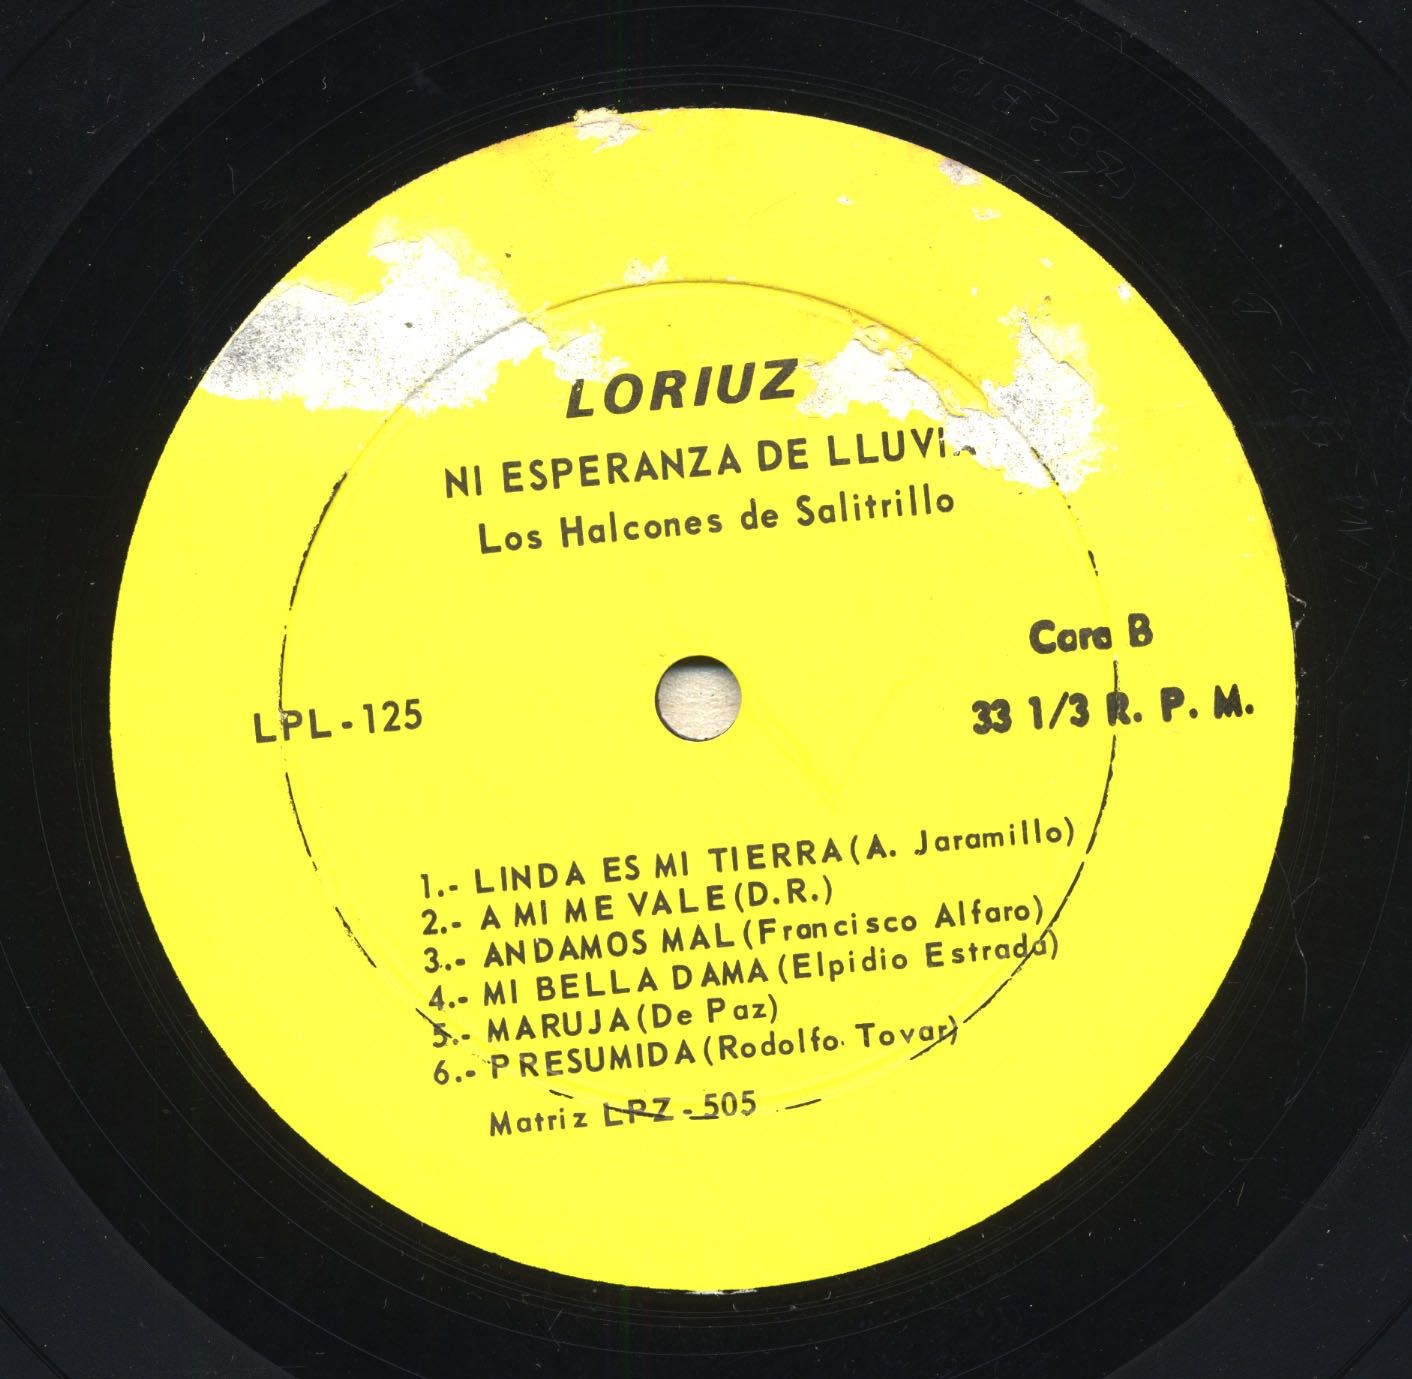 LORIUZ
NI ESPERANZA DE LLUVIA
Los Halcones de Salitrillo
Cara B
LPL-125
33 1/3 R. P. M.
1.- LINDA ES MI TIERRA (A. Jaramillo)
2.- A MI ME VALE (D.R.)
3.- ANDAMOS MAL (Francisco Alfaro)
4.- MI BELLA DAMA (Elpidio Estrada)
5.- MARUJA (De Paz)
6.- PRESUMIDA (Rodolfo Tovar)
Matriz LPZ-505